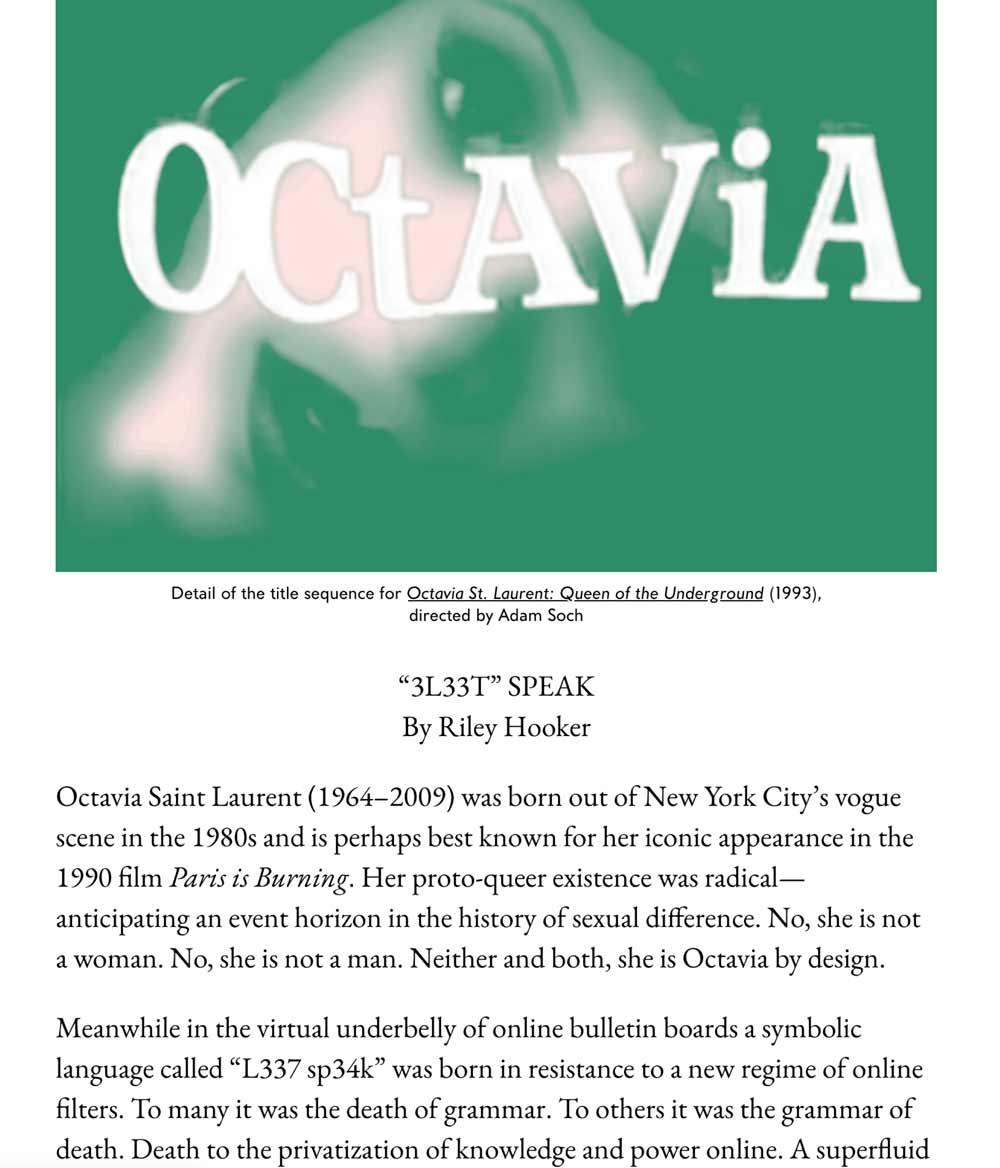 OCtAViA
Detail of the title sequence for Octavia St. Laurent: Queen of the Underground (1993),
directed by Adam Soch
“3L33T” SPEAK
By Riley Hooker
Octavia Saint Laurent (1964–2009) was born out of New York City’s vogue
scene in the 1980s and is perhaps best known for her iconic appearance in the
1990 film Paris is Burning. Her proto-queer existence was radical—
anticipating an event horizon in the history of sexual difference. No, she is not
a woman. No, she is not a man. Neither and both, she is Octavia by design.
Meanwhile in the virtual underbelly of online bulletin boards a symbolic
language called “L337 sp34k” was born in resistance to a new regime of online
filters. To many it was the death of grammar. To others it was the grammar of
death. Death to the privatization of knowledge and power online. A superfluid